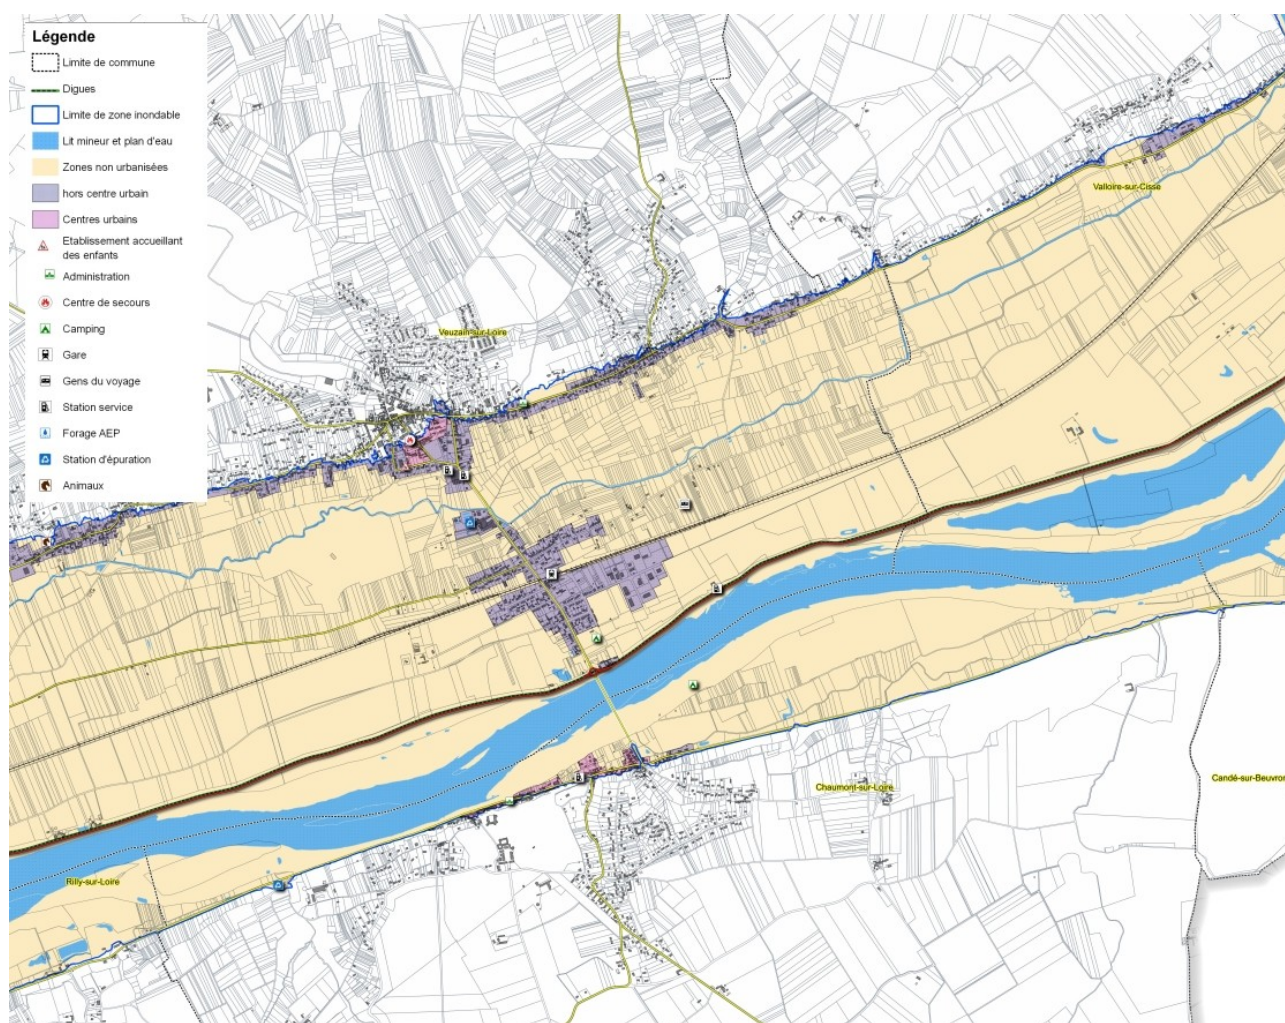 Légende
Limite de commune
Digues
Limite de zone inondable
Lit mineur et plan d'eau
Zones non urbanisées
hors centre urbain
Centres urbains
Etablissement accueillant
des enfants
Administration
Centre de secours
Camping
Gare
Gens du voyage
Station service
Forage AEP
Station d'épuration
Animaux
Valloire-sur-Cisse
Veuzain-sur-Loire
Chaumont-sur-Loire
Candé-sur-Beuvron
Rilly-sur-Loire